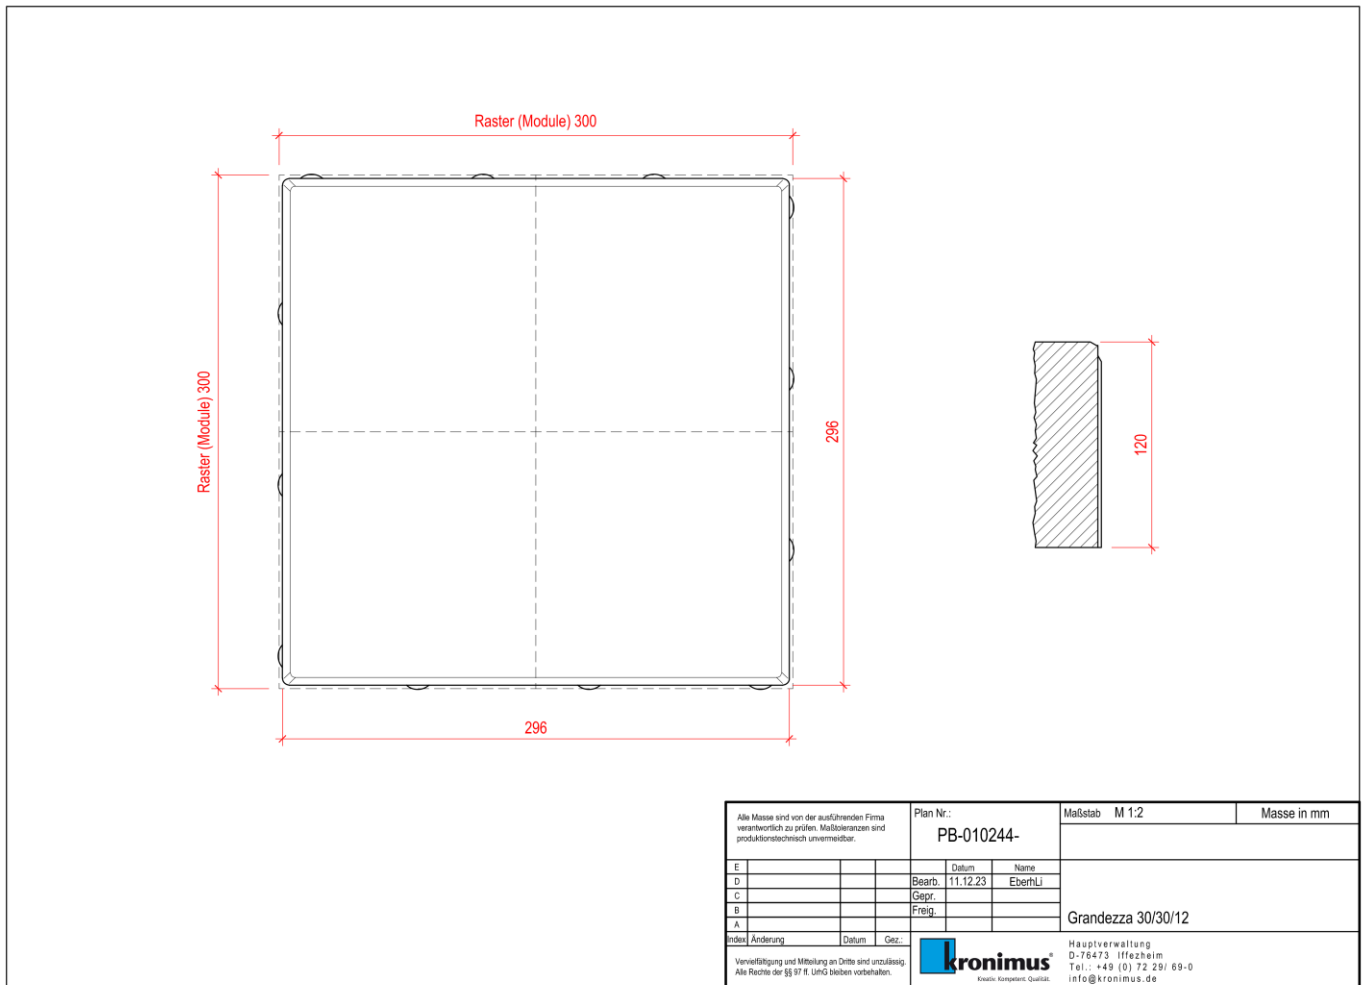 Raster (Module) 300
Raster (Module) 300
296
120
296
Alle Masse sind von der ausführenden Firma
verantwortlich zu prüfen. Maßtoleranzen sind
produktionstechnisch unvermeidbar.
Plan Nr.:
PB-010244-
Maßstab M 1:2
Masse in mm
E
D
C
B
A
Index Änderung Datum Gez.:
Datum Name
Bearb. 11.12.23 EberhLi
Gepr.
Freig.
Grandezza 30/30/12
Vervielfältigung und Mitteilung an Dritte sind unzulässig.
Alle Rechte der §§ 97 ff. UrhG bleiben vorbehalten.
kronimus®
Kreativ. Kompetent. Qualität.
Hauptverwaltung
D-76473 Iffezheim
Tel.: +49 (0) 72 29/ 69-0
info@kronimus.de